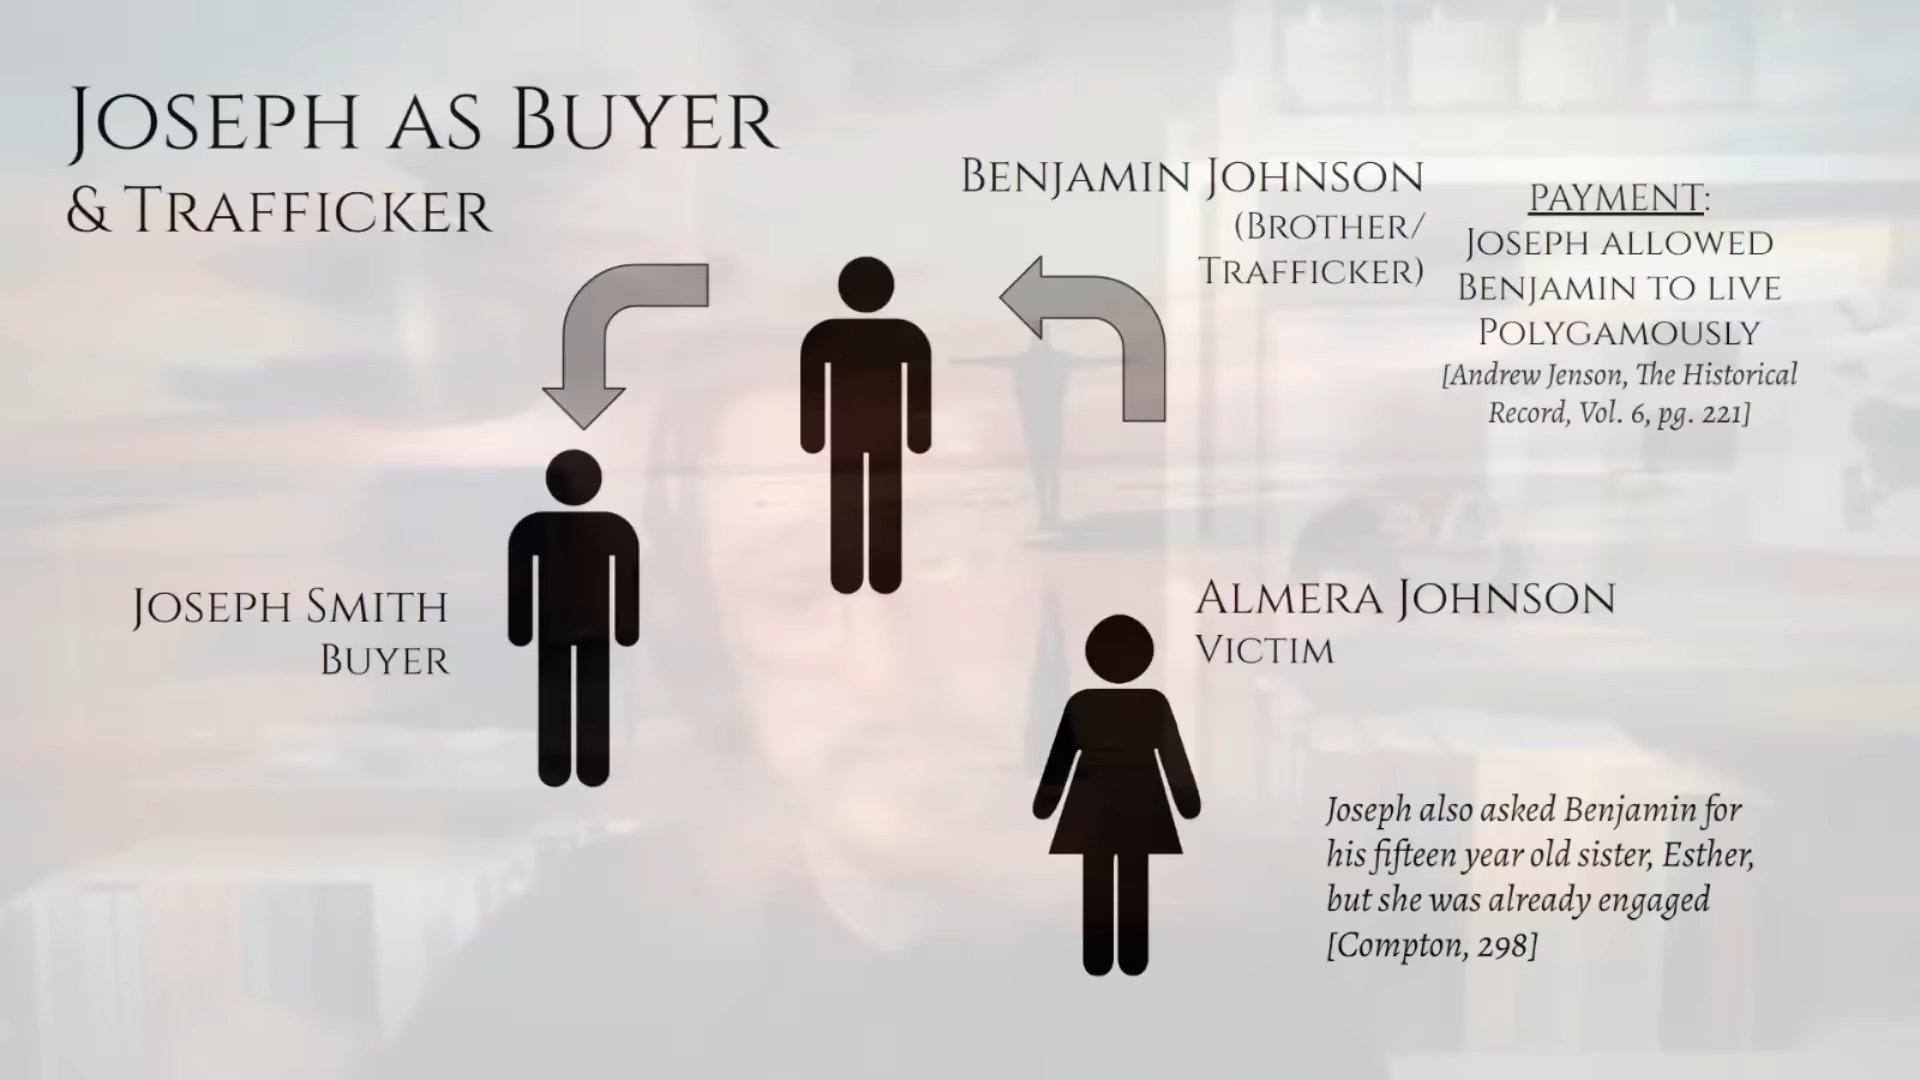 Joseph as Buyer
& Trafficker
Benjamin Johnson
(Brother/
Trafficker)
Payment:
Joseph allowed
Benjamin to live
Polygamously
[Andrew Jenson, The Historical
Record, Vol. 6, pg. 221]
Joseph Smith
Buyer
Almera Johnson
Victim
Joseph also asked Benjamin for
his fifteen year old sister, Esther,
but she was already engaged
[Compton, 298]